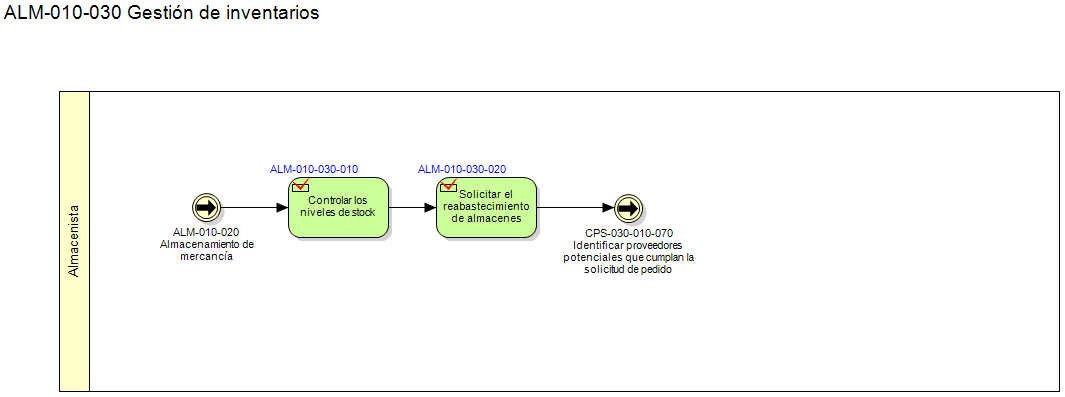 ALM-010-030 Gestión de inventarios
Almacenista
ALM-010-020
Almacenamiento de
mercancía
ALM-010-030-010
Controlar los
niveles de stock
ALM-010-030-020
Solicitar el
reabastecimiento
de almacenes
CPS-030-010-070
Identificar proveedores
potenciales que cumplan la
solicitud de pedido